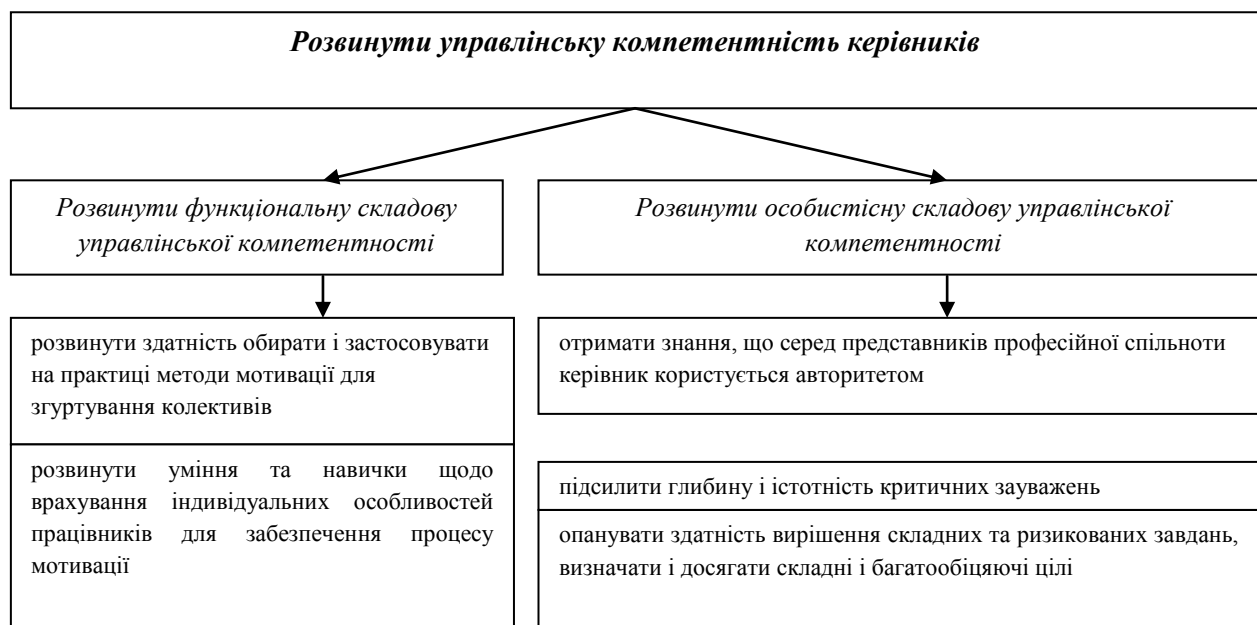 Розвинути управлінську компетентність керівників
Розвинути функціональну складову
управлінської компетентності
Розвинути особистісну складову управлінської
компетентності
розвинути здатність обирати і застосовувати
на практиці методи мотивації для
згуртування колективів
розвинути уміння та навички щодо
врахування індивідуальних особливостей
працівників для забезпечення процесу
мотивації
отримати знання, що серед представників професійної спільноти
керівник користується авторитетом
підсилити глибину і істотність критичних зауважень
опанувати здатність вирішення складних та ризикованих завдань,
визначати і досягати складні і багатообіцяючі цілі